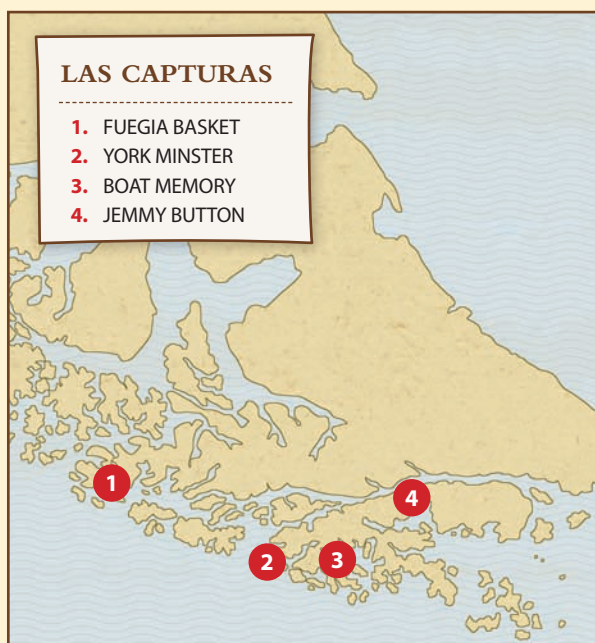 LAS CAPTURAS
1. FUEGIA BASKET
2. YORK MINSTER
3. BOAT MEMORY
4. JEMMY BUTTON
1
4
2
3